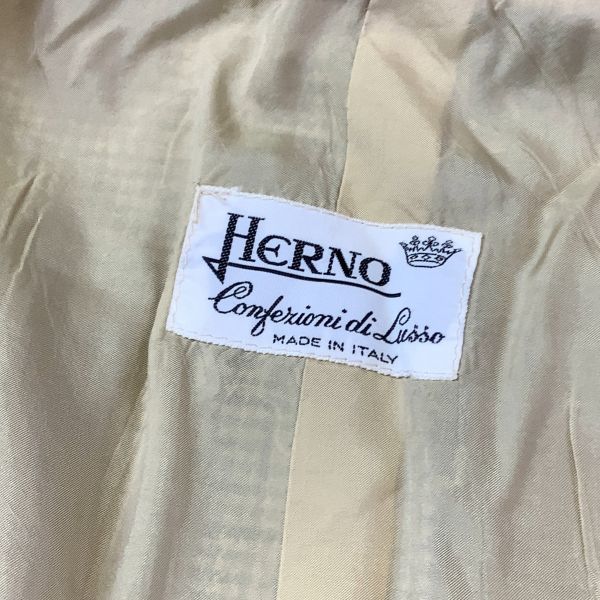 HERNO
Confezioni di Lusso
MADE IN ITALY